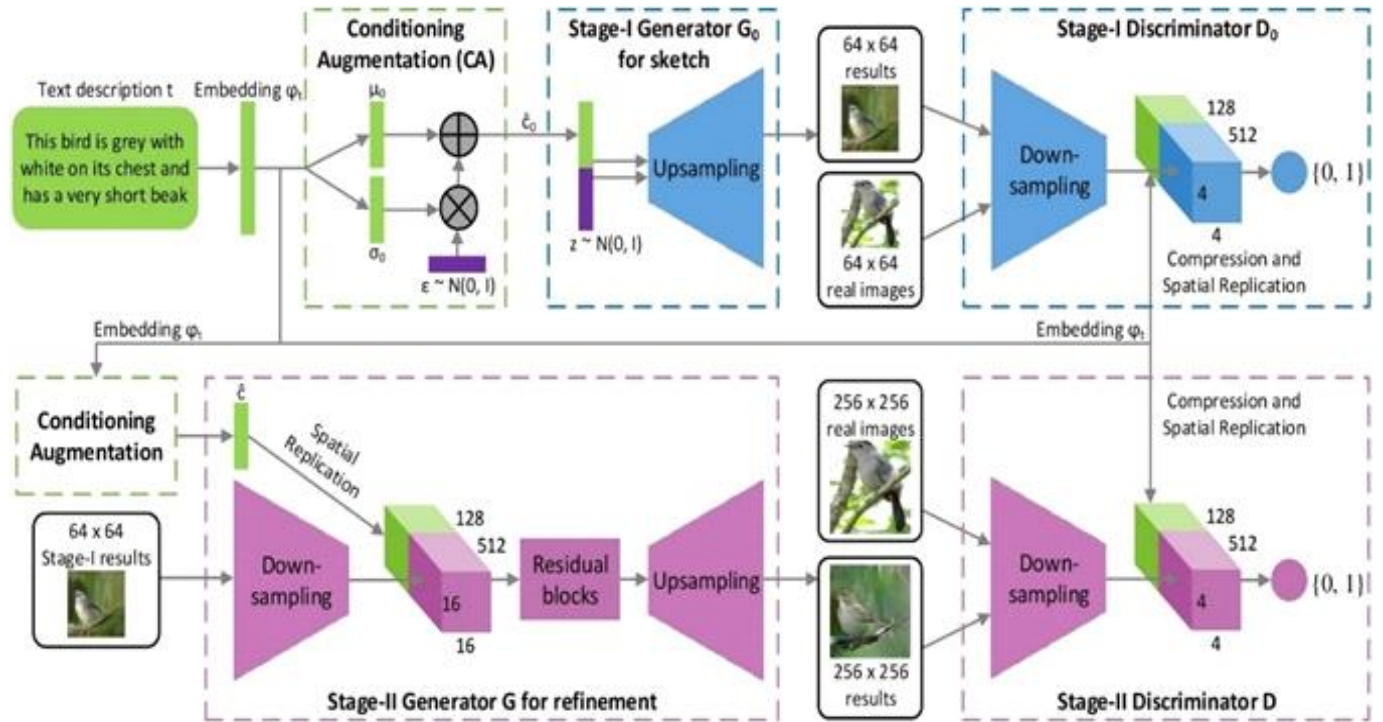 Conditioning
Augmentation (CA)
Stage-I Generator G₀
for sketch
Stage-I Discriminator D₀
Text description t
Embedding φₜ
μ₀
ĉ₀
64 x 64
results
128
512
This bird is grey with
white on its chest and
has a very short beak
Upsampling
Down-
sampling
{0, 1}
4
4
σ₀
ε ~ N(0, I)
z ~ N(0, I)
64 x 64
real images
Compression and
Spatial Replication
Embedding φₜ
Embedding φₜ
Conditioning
Augmentation
ĉ
Spatial
Replication
256 x 256
real images
Compression and
Spatial Replication
64 x 64
Stage-I results
Down-
sampling
128
512
16
16
Residual
blocks
Upsampling
256 x 256
results
Down-
sampling
128
512
4
4
{0, 1}
Stage-II Generator G for refinement
Stage-II Discriminator D